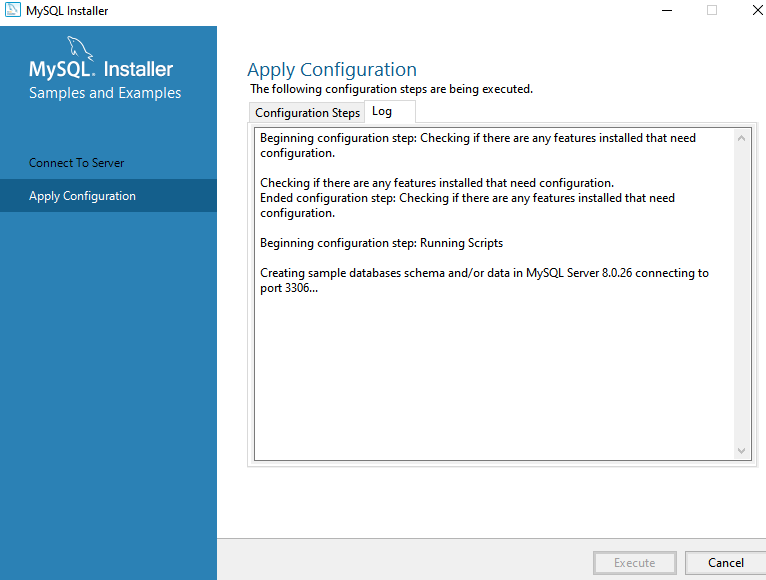 MySQL Installer
MySQL. Installer
Samples and Examples
Connect To Server
Apply Configuration
Apply Configuration
The following configuration steps are being executed.
Configuration Steps
Log
Beginning configuration step: Checking if there are any features installed that need
configuration.
Checking if there are any features installed that need configuration.
Ended configuration step: Checking if there are any features installed that need
configuration.
Beginning configuration step: Running Scripts
Creating sample databases schema and/or data in MySQL Server 8.0.26 connecting to
port 3306...
Execute
Cancel